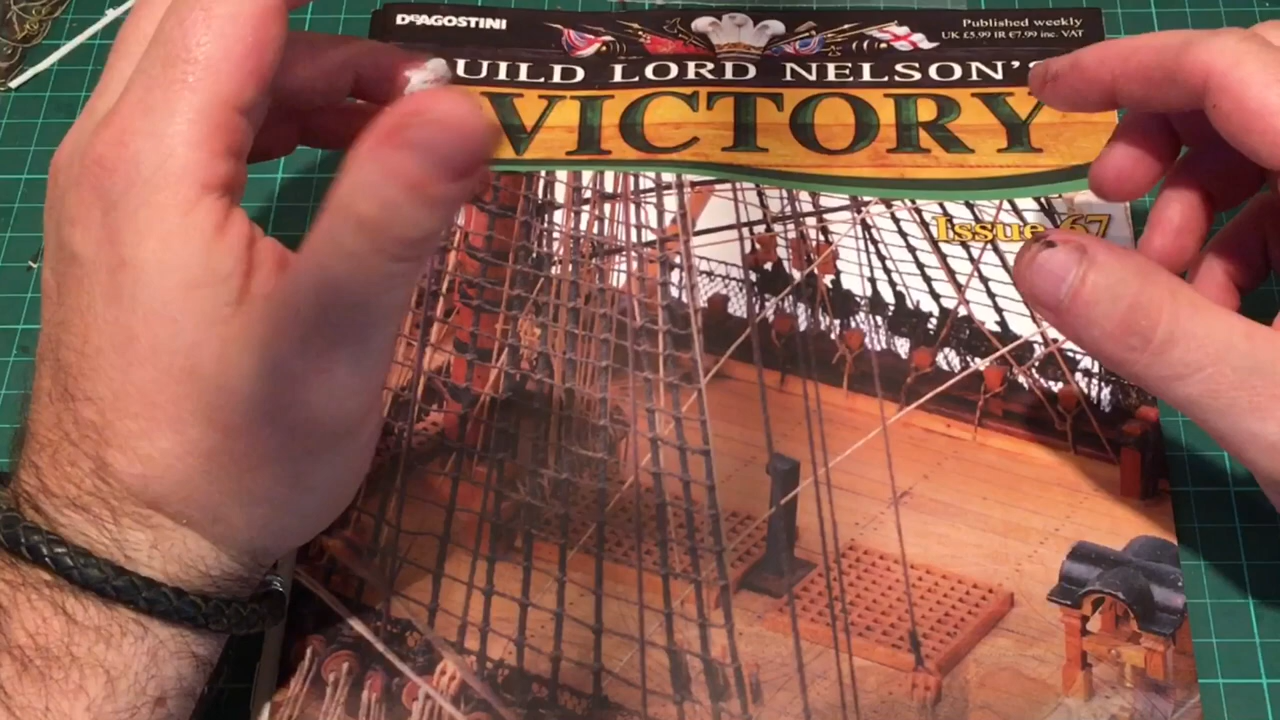 DeAGOSTINI
Published weekly
UK £5.99 IR €7.99 inc. VAT
UILD LORD NELSON'S
VICTORY
Issue 67